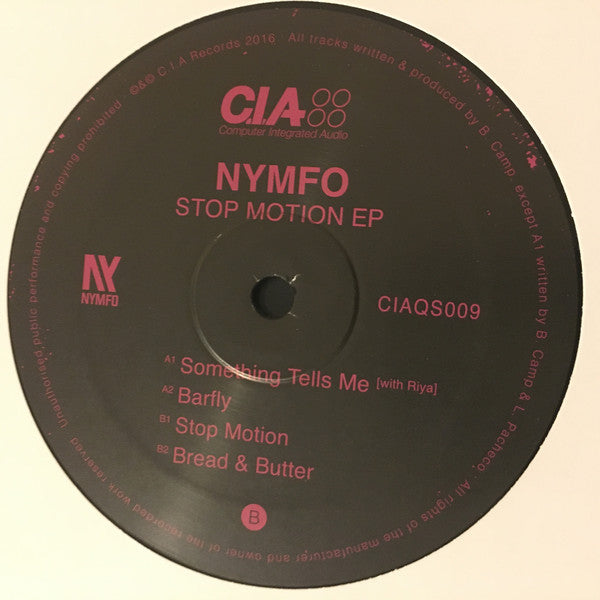 C.I.A
Computer Integrated Audio
NYMFO
STOP MOTION EP
NYMFO
CIAQS009
A1 Something Tells Me [with Riya]
A2 Barfly
B1 Stop Motion
B2 Bread & Butter
B
℗&© C.I.A Records 2016 · All tracks written & produced by B. Camp, except A1 written by B. Camp & L. Pacheco · All rights of the manufacturer and owner of the recorded work reserved · Unauthorised public performance and copying prohibited ·